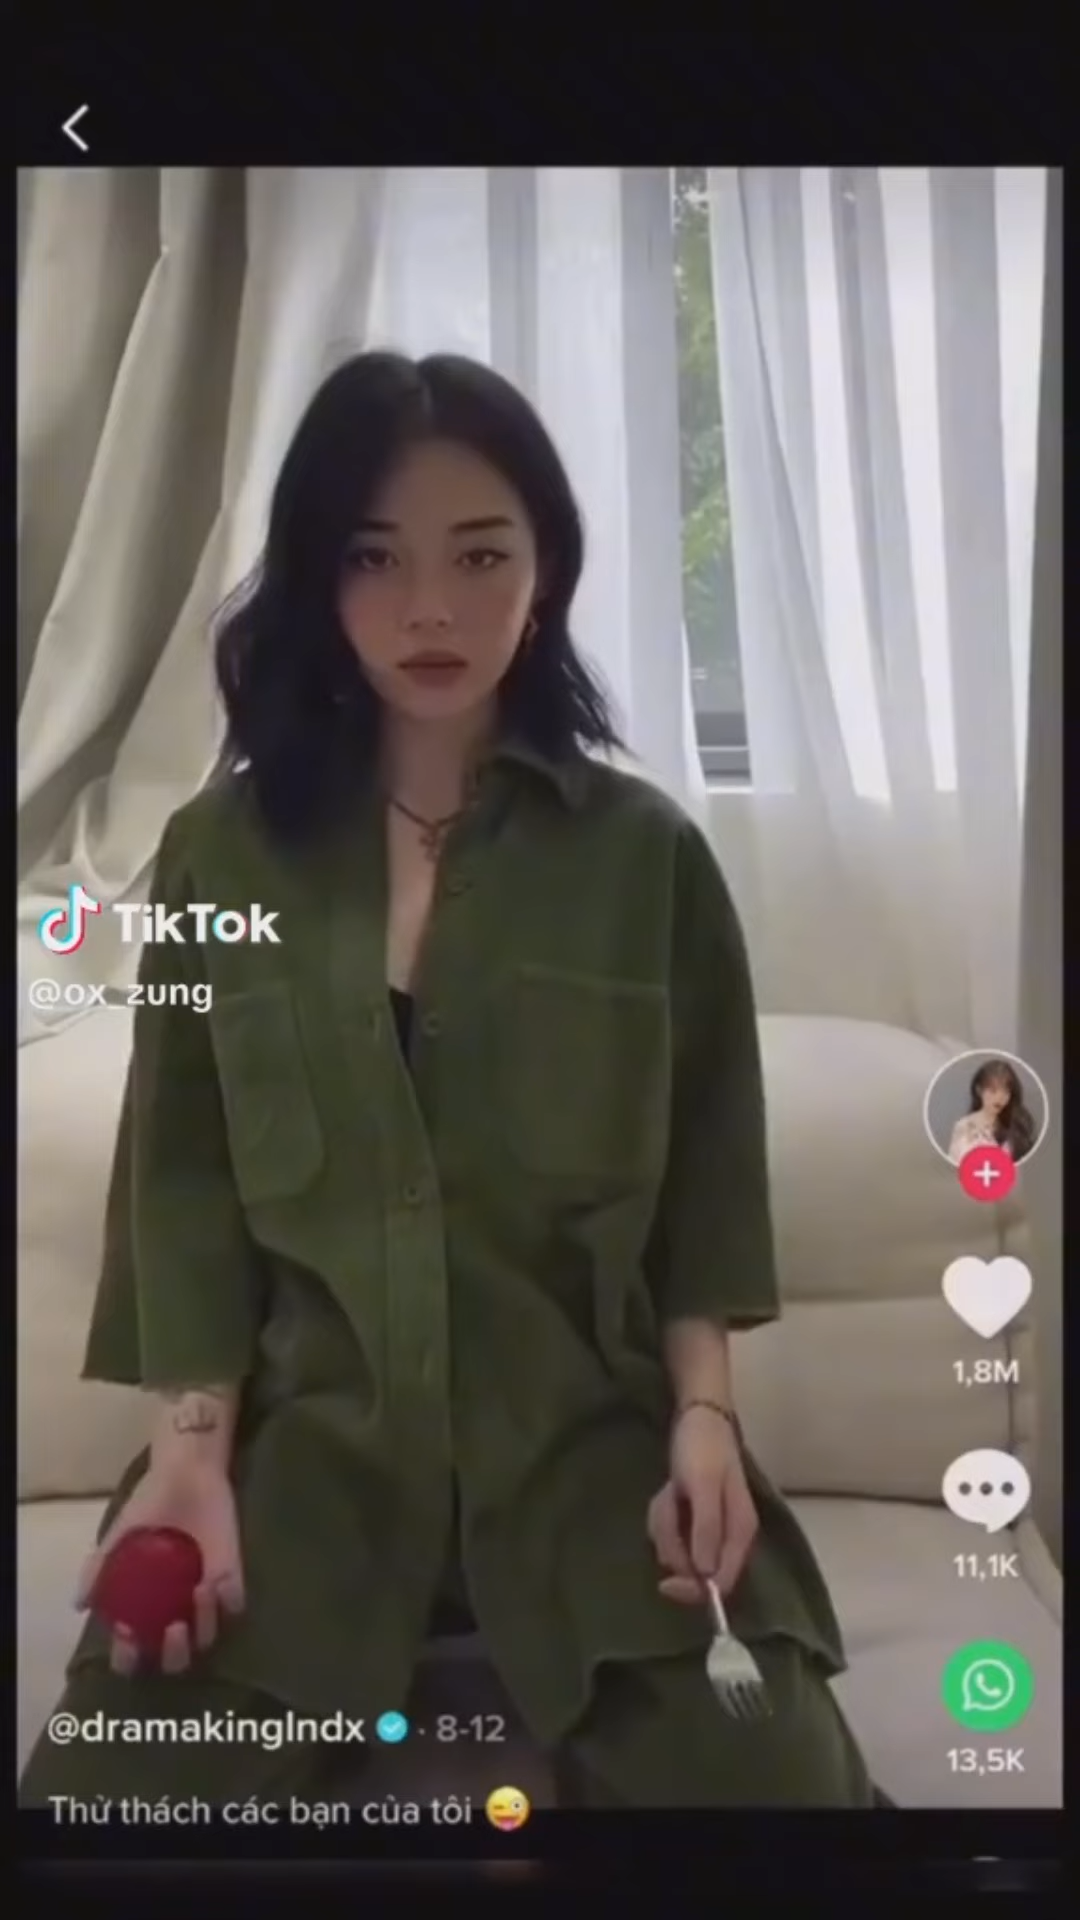 TikTok
@ox_zung
1,8M
11,1K
13,5K
@dramakinglndx · 8-12
Thử thách các bạn của tôi 😜